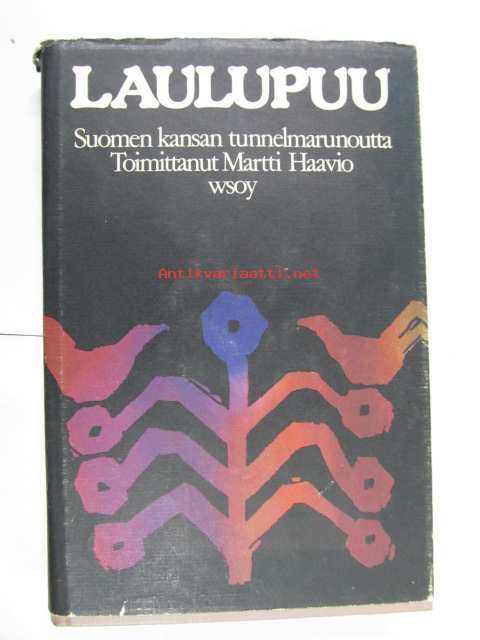 LAULUPUU
Suomen kansan tunnelmarunoutta
Toimittanut Martti Haavio
wsoy
Antikvariaatti.net